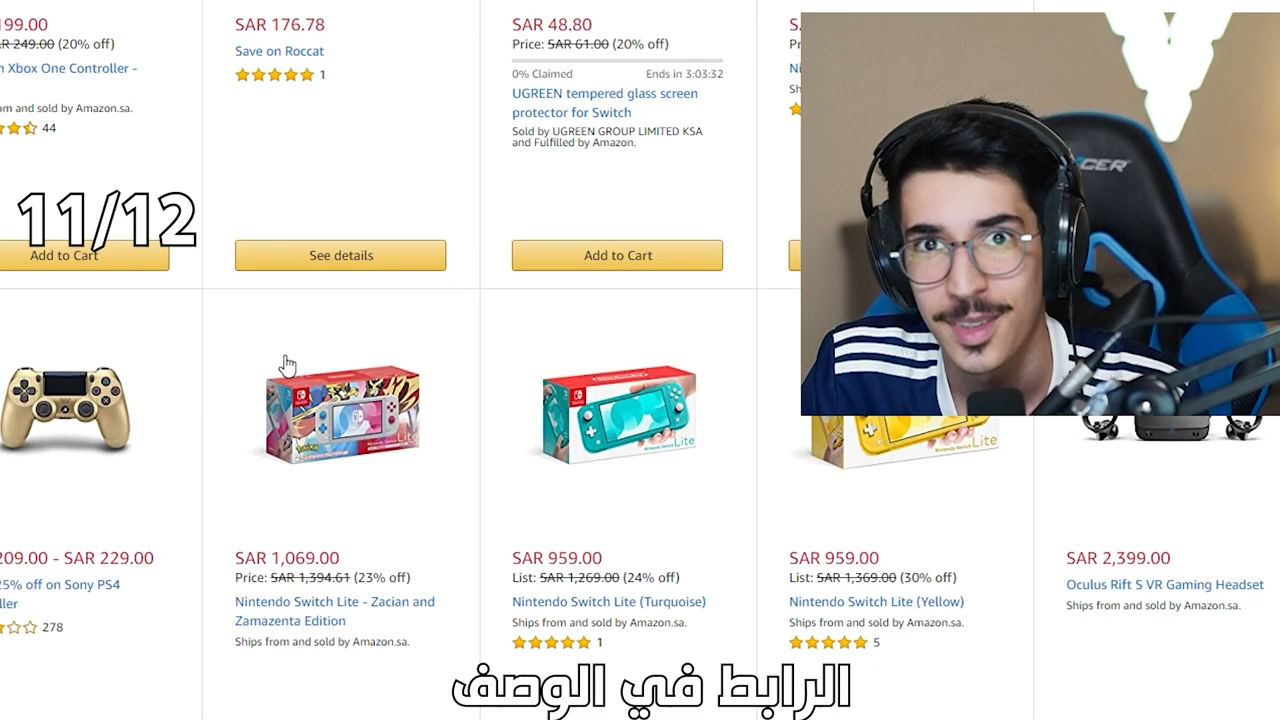 199.00
R 249.00 (20% off)
n Xbox One Controller -
om and sold by Amazon.sa.
44
Add to Cart
11/12
SAR 176.78
Save on Roccat
1
See details
SAR 48.80
Price: SAR 61.00 (20% off)
0% Claimed Ends in 3:03:32
UGREEN tempered glass screen
protector for Switch
Sold by UGREEN GROUP LIMITED KSA
and Fulfilled by Amazon.
Add to Cart
209.00 - SAR 229.00
25% off on Sony PS4
ller
278
SAR 1,069.00
Price: SAR 1,394.61 (23% off)
Nintendo Switch Lite - Zacian and
Zamazenta Edition
Ships from and sold by Amazon.sa.
SAR 959.00
List: SAR 1,269.00 (24% off)
Nintendo Switch Lite (Turquoise)
Ships from and sold by Amazon.sa.
1
SAR 959.00
List: SAR 1,369.00 (30% off)
Nintendo Switch Lite (Yellow)
Ships from and sold by Amazon.sa.
5
SAR 2,399.00
Oculus Rift S VR Gaming Headset
Ships from and sold by Amazon.sa.
الرابط في الوصف